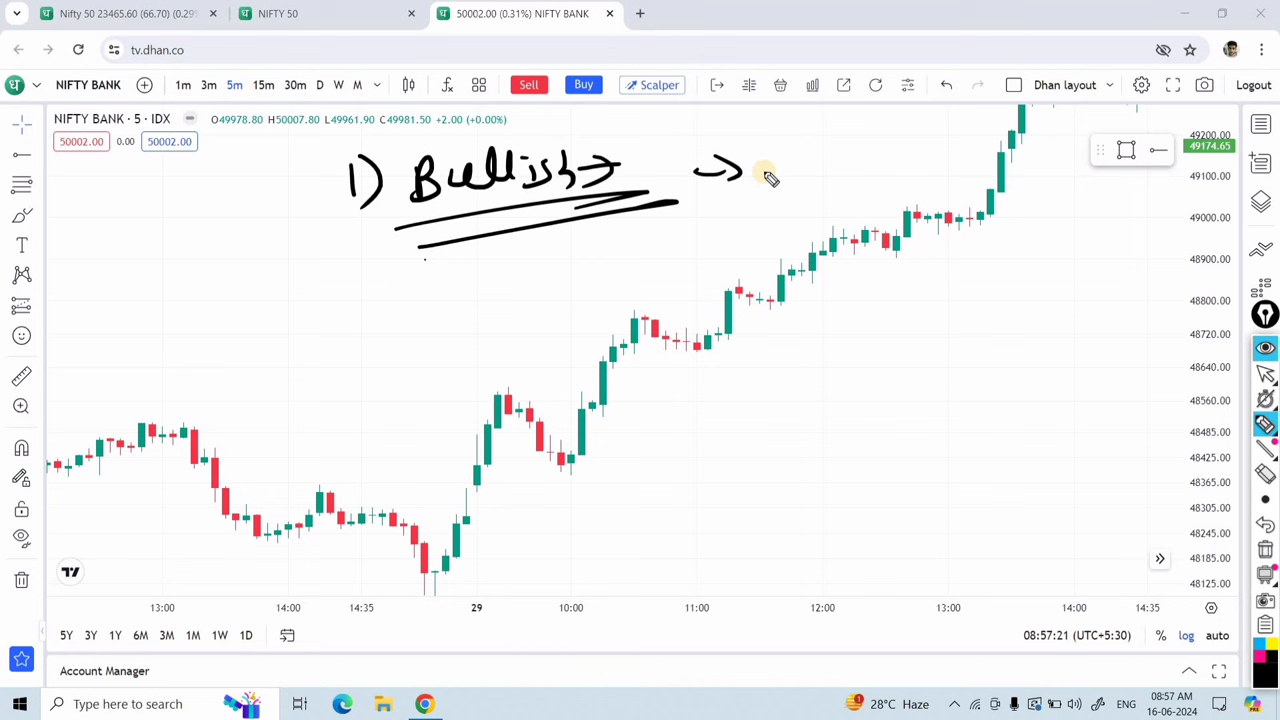 Nifty 50 23465.60 (66.70) (0.29%
NIFTY 50
50002.00 (0.31%) NIFTY BANK
tv.dhan.co
NIFTY BANK 1m 3m 5m 15m 30m D W M Sell Buy Scalper Dhan layout Logout
NIFTY BANK · 5 · IDX O49978.80 H50007.80 L49961.90 C49981.50 +2.00 (+0.00%)
50002.00 0.00 50002.00
1) Bullish
49200.00
49174.65
49100.00
49000.00
48900.00
48800.00
48720.00
48640.00
48560.00
48485.00
48425.00
48365.00
48305.00
48245.00
48185.00
48125.00
13:00 14:00 14:35 29 10:00 11:00 12:00 13:00 14:00 14:35
5Y 3Y 1Y 6M 3M 1M 1W 1D 08:57:21 (UTC+5:30) % log auto
Account Manager
Type here to search 28°C Haze ENG 08:57 AM
16-06-2024